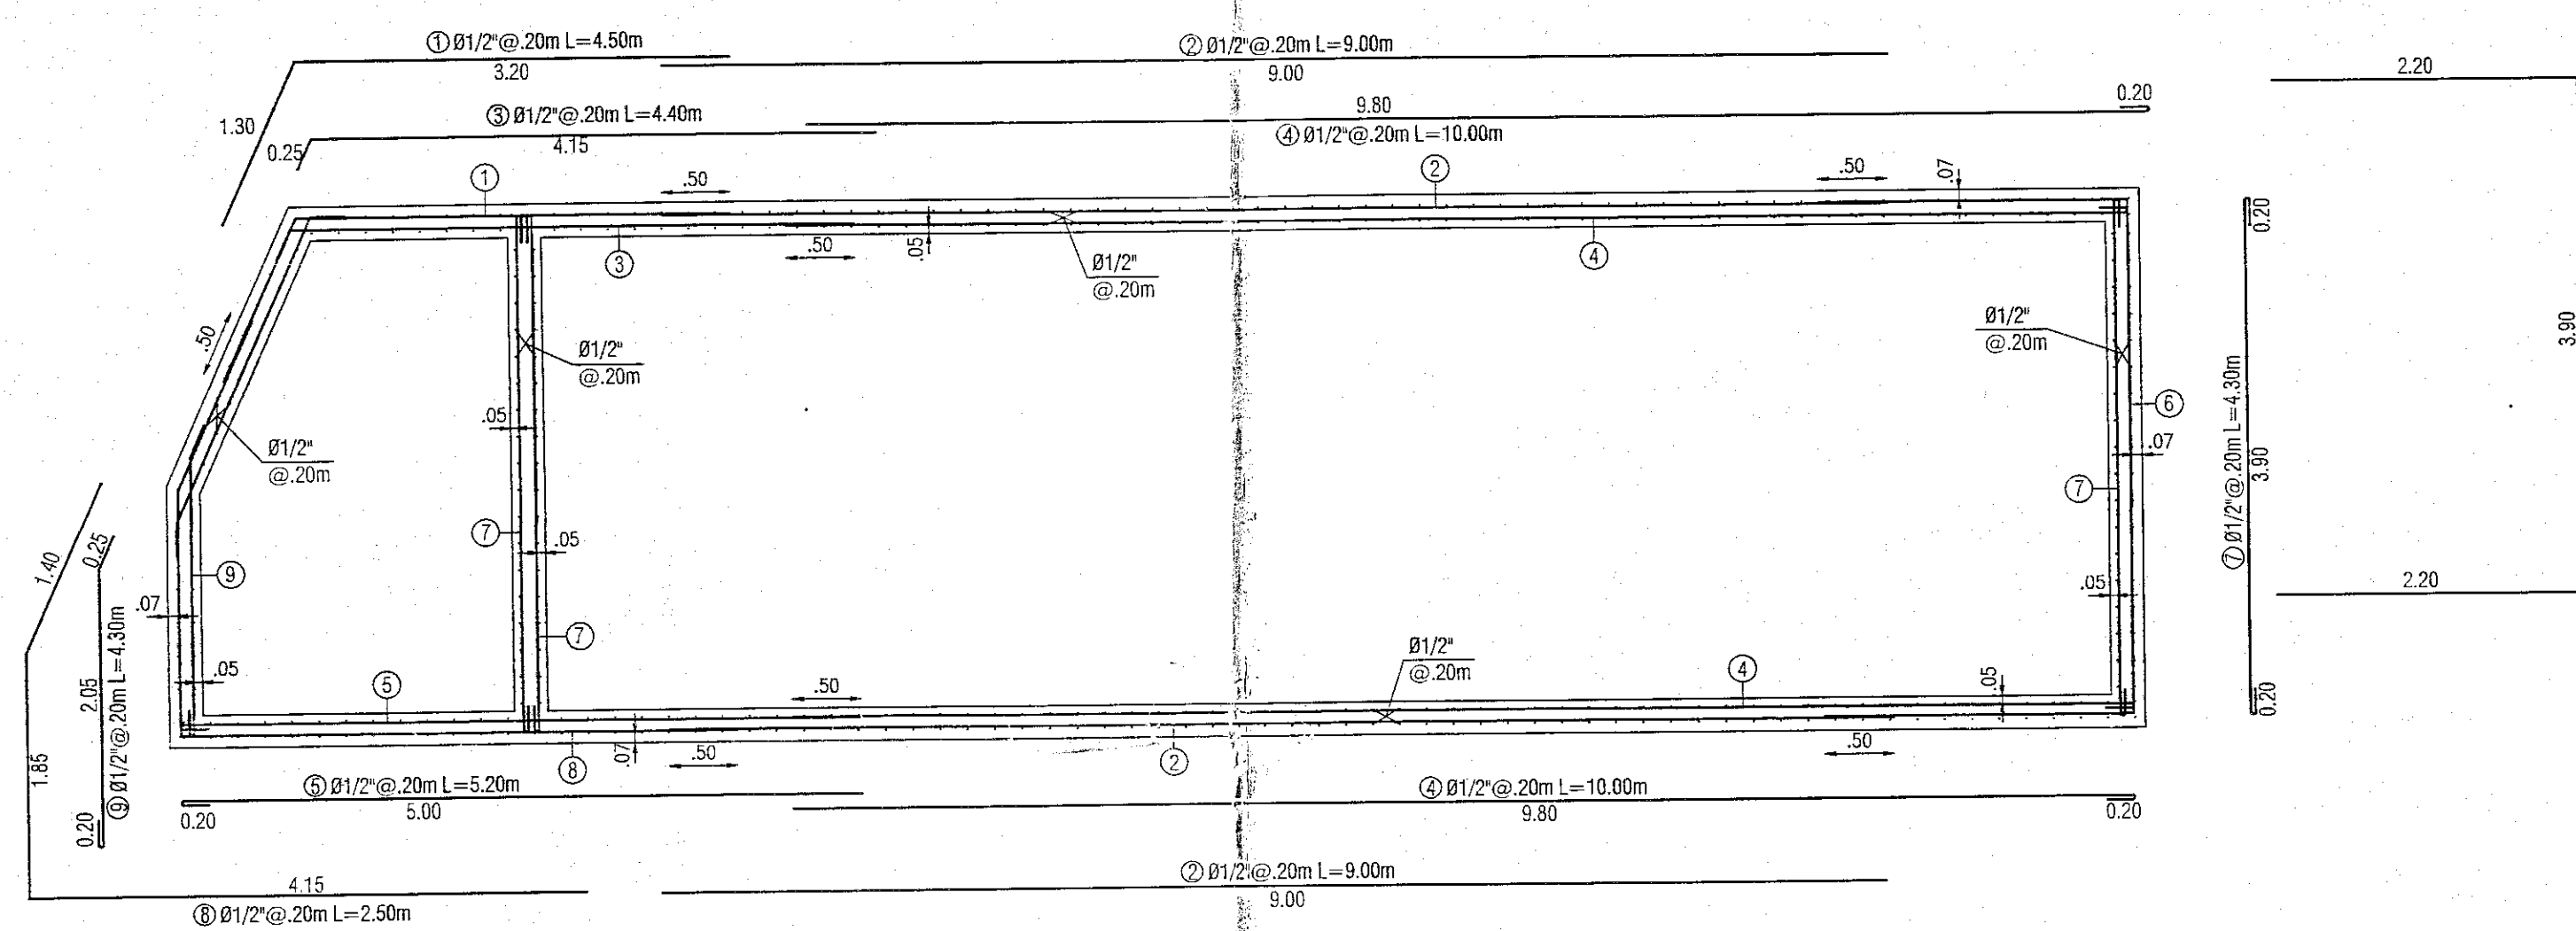 ① Ø1/2"@.20m L=4.50m
3.20
1.30
② Ø1/2"@.20m L=9.00m
9.00
2.20
③ Ø1/2"@.20m L=4.40m
4.15
0.25
9.80
0.20
④ Ø1/2"@.20m L=10.00m
①
.50
②
.50
.07
③
.50
.05
④
Ø1/2"
@.20m
0.20
.50
Ø1/2"
@.20m
Ø1/2"
@.20m
3.90
.05
⑥
.07
Ø1/2"
@.20m
⑦
⑦
⑦ Ø1/2"@.20m L=4.30m
3.90
.05
⑨
1.40
0.25
.07
.05
2.20
⑦
.05
⑤
.50
Ø1/2"
@.20m
④
.05
0.20
2.05
⑨ Ø1/2"@.20m L=4.30m
0.20
1.85
⑧
.07
.50
②
.50
⑤ Ø1/2"@.20m L=5.20m
5.00
0.20
④ Ø1/2"@.20m L=10.00m
9.80
0.20
② Ø1/2"@.20m L=9.00m
9.00
4.15
⑧ Ø1/2"@.20m L=2.50m